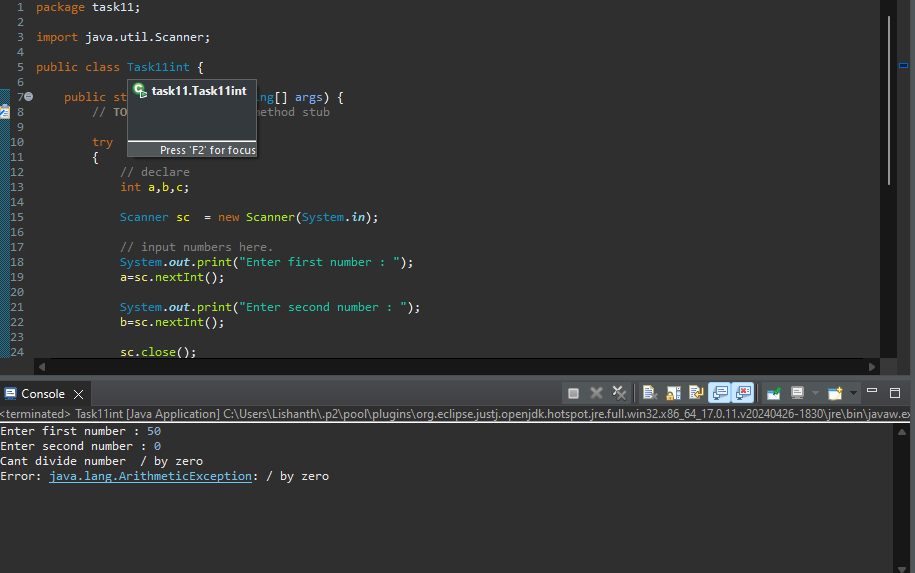 1 package task11;
2
3 import java.util.Scanner;
4
5 public class Task11int {
6
task11.Task11int
7 public st ng[] args) {
8 // TO ethod stub
9
Press 'F2' for focus
10 try
11 {
12 // declare
13 int a,b,c;
14
15 Scanner sc  = new Scanner(System.in);
16
17 // input numbers here.
18 System.out.print("Enter first number : ");
19 a=sc.nextInt();
20
21 System.out.print("Enter second number : ");
22 b=sc.nextInt();
23
24 sc.close();
Console
<terminated> Task11int [Java Application] C:\Users\Lishanth\.p2\pool\plugins\org.eclipse.justj.openjdk.hotspot.jre.full.win32.x86_64_17.0.11.v20240426-1830\jre\bin\javaw.ex
Enter first number : 50
Enter second number : 0
Cant divide number  / by zero
Error: java.lang.ArithmeticException: / by zero